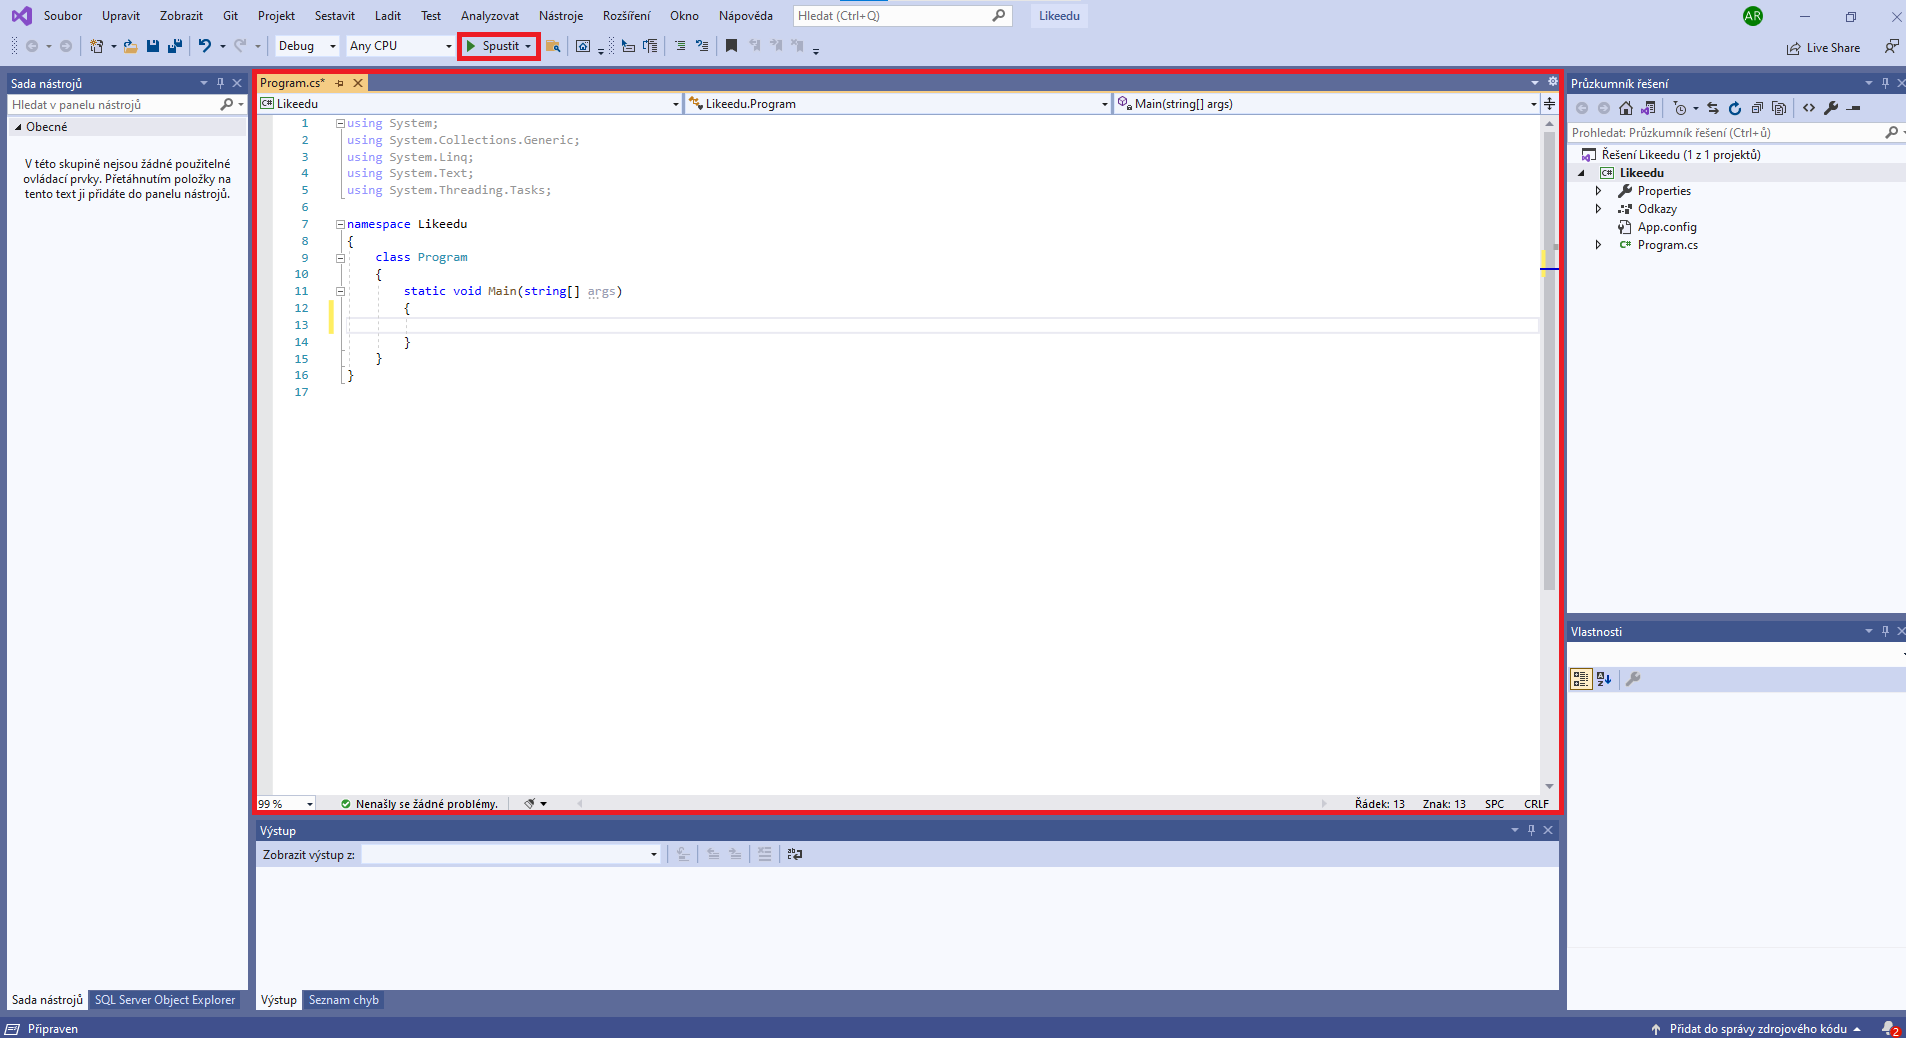 Soubor Upravit Zobrazit Git Projekt Sestavit Ladit Test Analyzovat Nástroje Rozšíření Okno Nápověda Hledat (Ctrl+Q) Likeedu AR
Debug Any CPU Spustit Live Share
Sada nástrojů
Hledat v panelu nástrojů
Obecné
V této skupině nejsou žádné použitelné
ovládací prvky. Přetáhnutím položky na
tento text ji přidáte do panelu nástrojů.
Sada nástrojů SQL Server Object Explorer
Program.cs*
C# Likeedu Likeedu.Program Main(string[] args)
1 using System;
2 using System.Collections.Generic;
3 using System.Linq;
4 using System.Text;
5 using System.Threading.Tasks;
6
7 namespace Likeedu
8 {
9 class Program
10 {
11 static void Main(string[] args)
12 {
13
14 }
15 }
16 }
17
99 % Nenašly se žádné problémy. Řádek: 13 Znak: 13 SPC CRLF
Výstup
Zobrazit výstup z:
Výstup Seznam chyb
Průzkumník řešení
Prohledat: Průzkumník řešení (Ctrl+ů)
Řešení Likeedu (1 z 1 projektů)
C# Likeedu
Properties
Odkazy
App.config
C# Program.cs
Vlastnosti
Připraven Přidat do správy zdrojového kódu 2